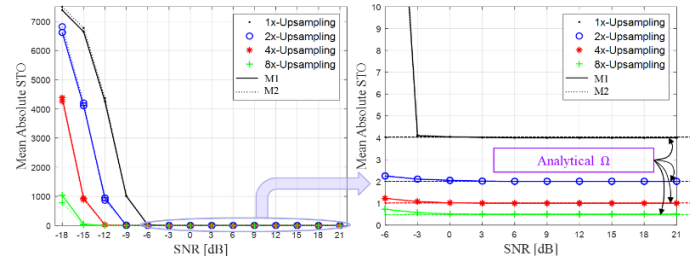 Mean Absolute STO
7000
6000
5000
4000
3000
2000
1000
0
-18 -15 -12 -9 -6 -3 0 3 6 9 12 15 18 21
SNR [dB]
1x-Upsampling
2x-Upsampling
4x-Upsampling
8x-Upsampling
M1
M2
Mean Absolute STO
10
9
8
7
6
5
4
3
2
1
0
-6 -3 0 3 6 9 12 15 18 21
SNR [dB]
1x-Upsampling
2x-Upsampling
4x-Upsampling
8x-Upsampling
M1
M2
Analytical Ω